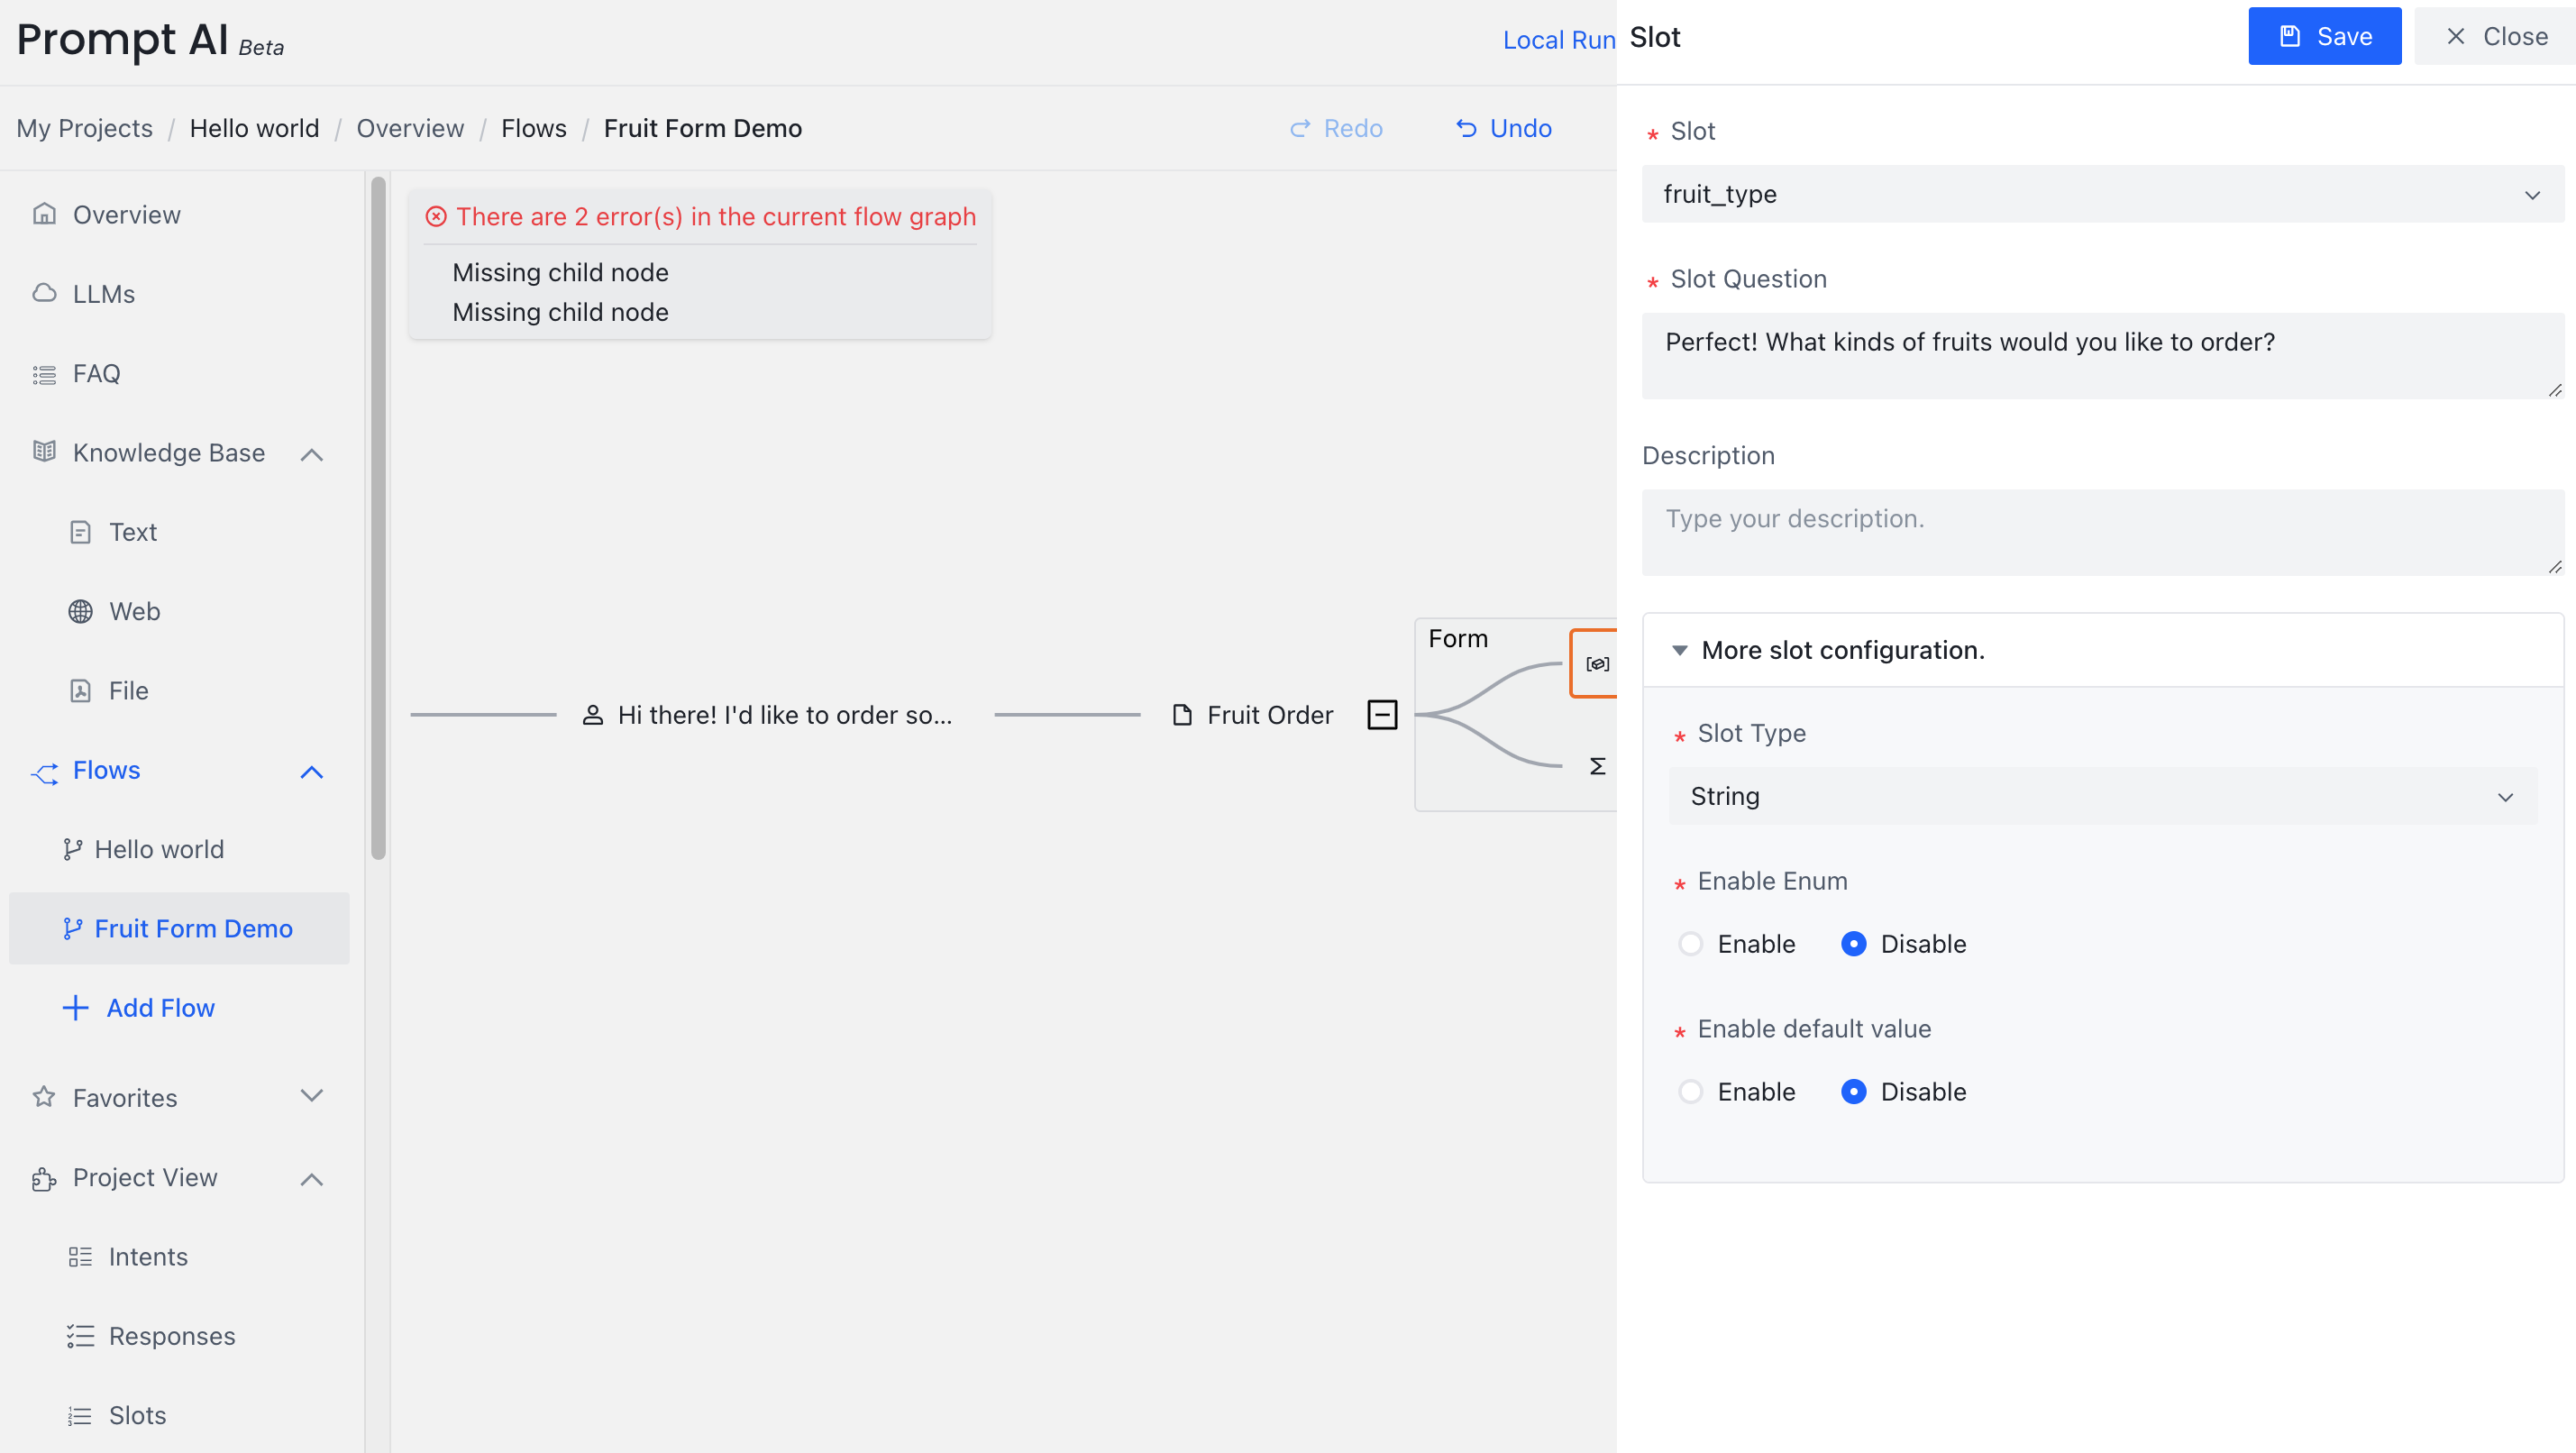 Prompt AI Beta
Local Run
My Projects / Hello world / Overview / Flows / Fruit Form Demo
Redo
Undo
Overview
LLMs
FAQ
Knowledge Base
Text
Web
File
Flows
Hello world
Fruit Form Demo
Add Flow
Favorites
Project View
Intents
Responses
Slots
There are 2 error(s) in the current flow graph
Missing child node
Missing child node
Hi there! I'd like to order so...
Fruit Order
Form
Slot
Save
Close
* Slot
fruit_type
* Slot Question
Perfect! What kinds of fruits would you like to order?
Description
Type your description.
More slot configuration.
* Slot Type
String
* Enable Enum
Enable Disable
* Enable default value
Enable Disable